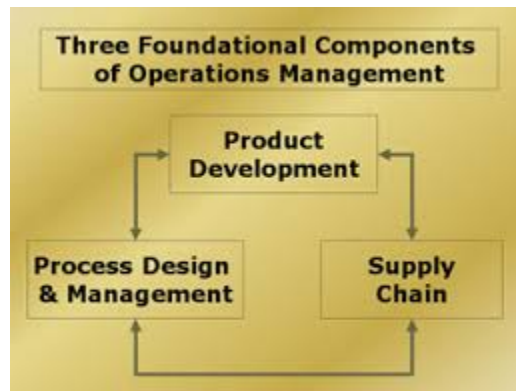 Three Foundational Components
of Operations Management
Product
Development
Process Design
& Management
Supply
Chain